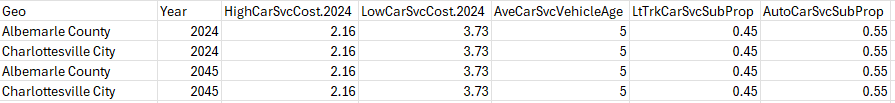 Geo Year HighCarSvcCost.2024 LowCarSvcCost.2024 AveCarSvcVehicleAge LtTrkCarSvcSubProp AutoCarSvcSubProp
Albemarle County 2024 2.16 3.73 5 0.45 0.55
Charlottesville City 2024 2.16 3.73 5 0.45 0.55
Albemarle County 2045 2.16 3.73 5 0.45 0.55
Charlottesville City 2045 2.16 3.73 5 0.45 0.55